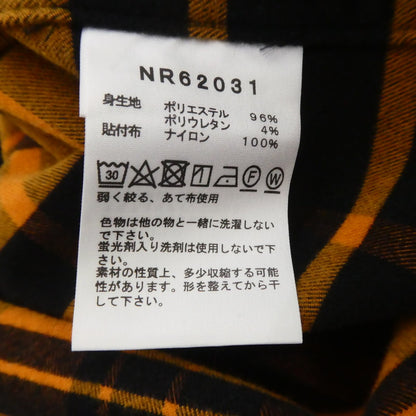 NR62031
身生地 ポリエステル 96%
ポリウレタン 4%
貼付布 ナイロン 100%
30 F W
弱く絞る、あて布使用
色物は他の物と一緒に洗濯しない
で下さい。
蛍光剤入り洗剤は使用しないで下
さい。
素材の性質上、多少収縮する可能
性があります。形を整えてから干
して下さい。